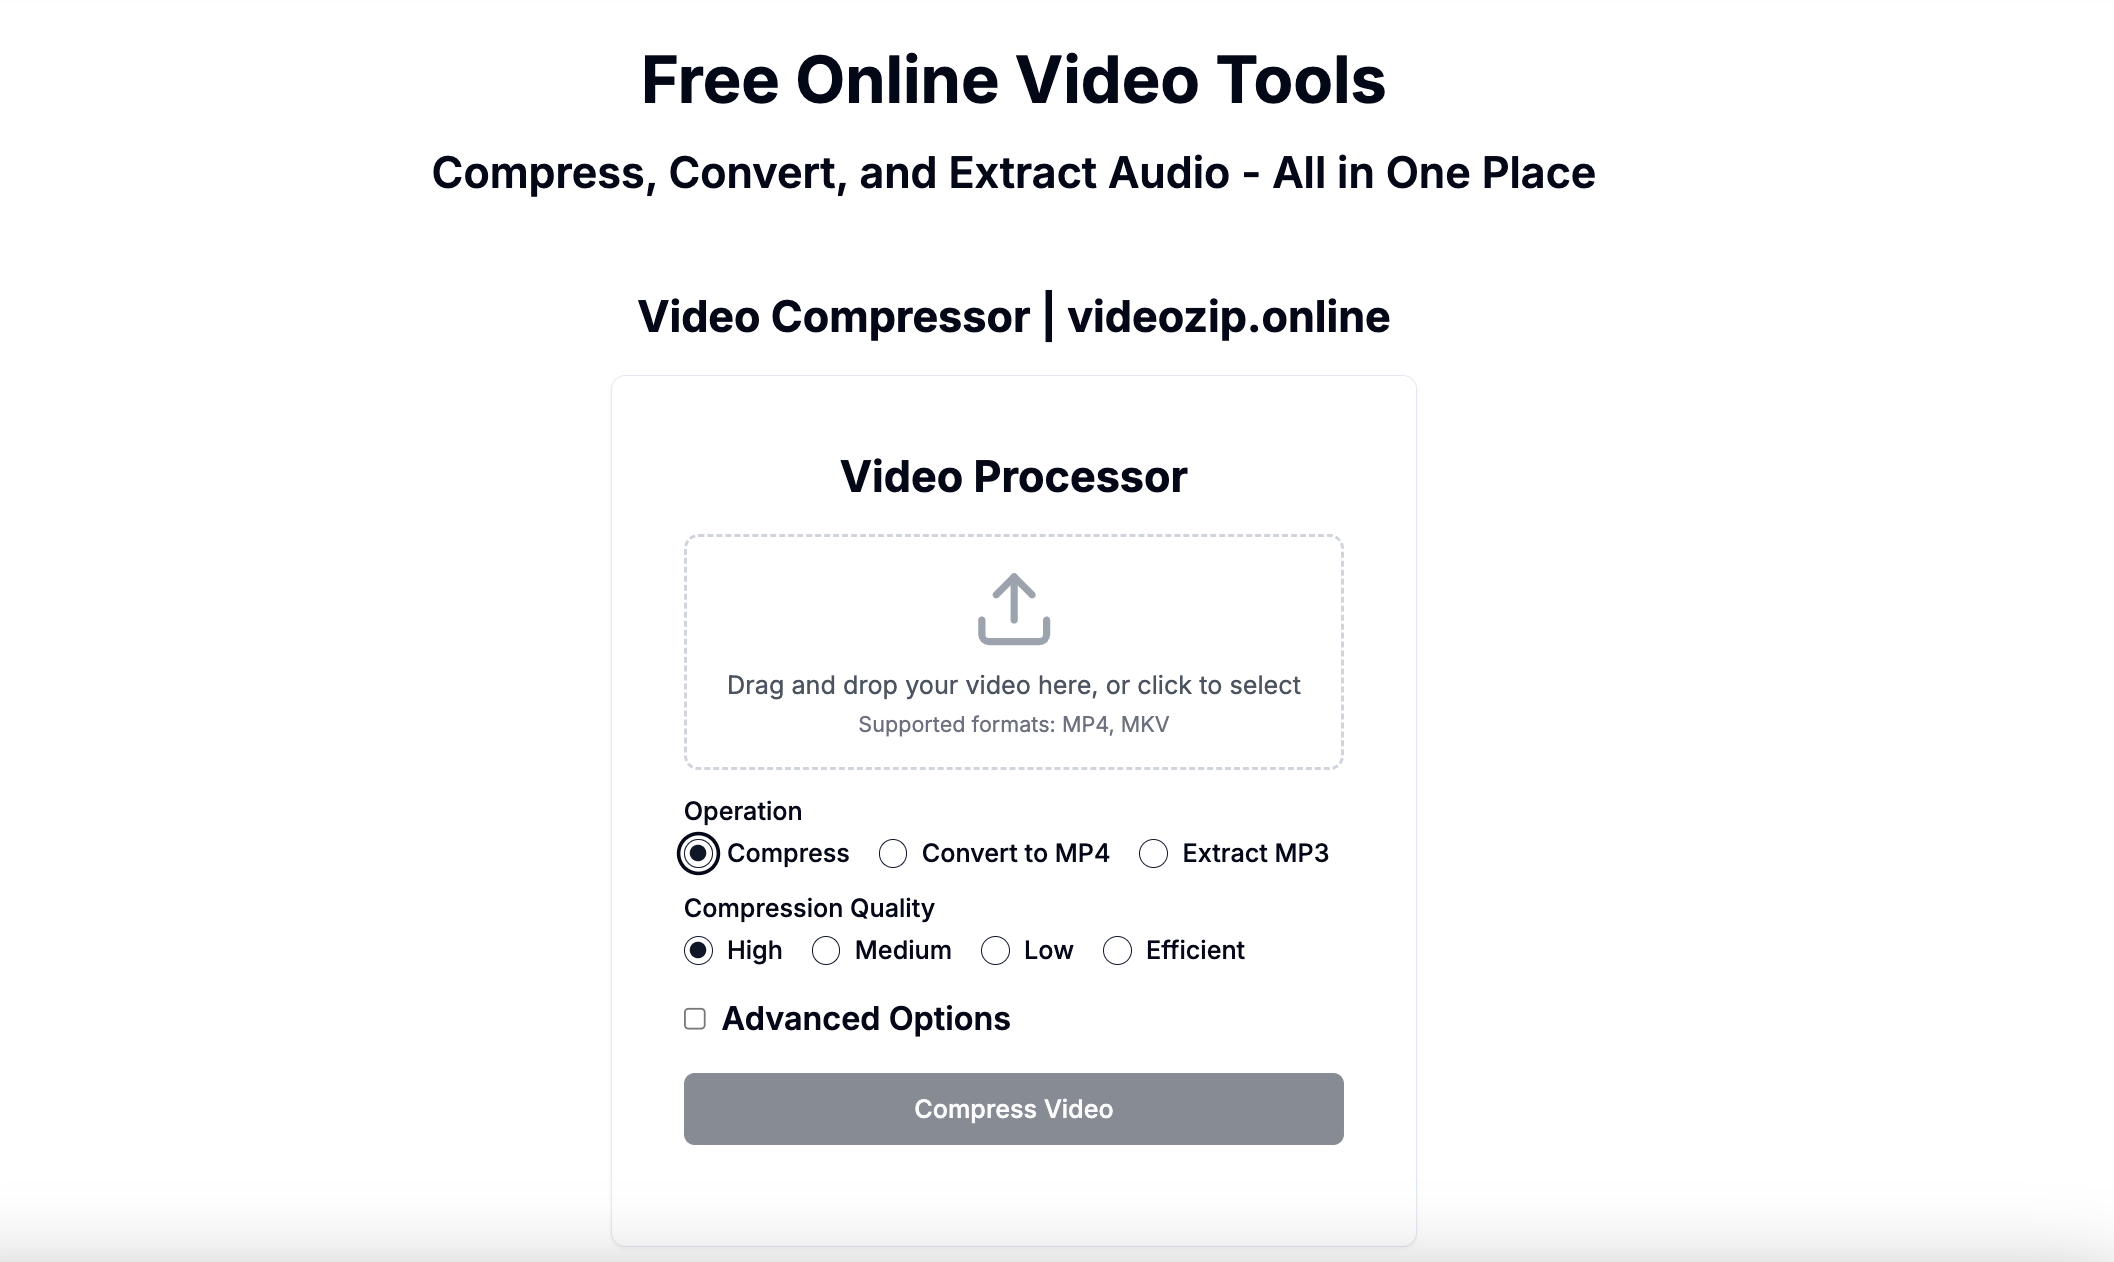 Free Online Video Tools
Compress, Convert, and Extract Audio - All in One Place
Video Compressor | videozip.online
Video Processor
Drag and drop your video here, or click to select
Supported formats: MP4, MKV
Operation
Compress Convert to MP4 Extract MP3
Compression Quality
High Medium Low Efficient
Advanced Options
Compress Video